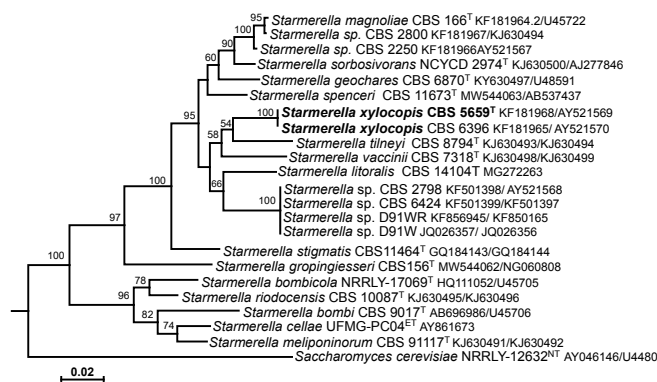 95 Starmerella magnoliae CBS 166ᵀ KF181964.2/U45722
100 Starmerella sp. CBS 2800 KF181967/KJ630494
90 Starmerella sp. CBS 2250 KF181966AY521567
Starmerella sorbosivorans NCYCD 2974ᵀ KJ630500/AJ277846
60 Starmerella geochares CBS 6870ᵀ KY630497/U48591
Starmerella spenceri CBS 11673ᵀ MW544063/AB537437
95
100 Starmerella xylocopis CBS 5659ᵀ KF181968/AY521569
54 Starmerella xylocopis CBS 6396 KF181965/AY521570
58 Starmerella tilneyi CBS 8794ᵀ KJ630493/KJ630494
Starmerella vaccinii CBS 7318ᵀ KJ630498/KJ630499
Starmerella litoralis CBS 14104T MG272263
100 66 Starmerella sp. CBS 2798 KF501398/ AY521568
Starmerella sp. CBS 6424 KF501399/KF501397
100 Starmerella sp. D91WR KF856945/ KF850165
97 Starmerella sp. D91W JQ026357/ JQ026356
Starmerella stigmatis CBS11464ᵀ GQ184143/GQ184144
100 Starmerella gropingiesseri CBS156ᵀ MW544062/NG060808
78 Starmerella bombicola NRRLY-17069ᵀ HQ111052/U45705
96 Starmerella riodocensis CBS 10087ᵀ KJ630495/KJ630496
82 Starmerella bombi CBS 9017ᵀ AB696986/U45706
74 Starmerella cellae UFMG-PC04ᴱᵀ AY861673
Starmerella meliponinorum CBS 91117ᵀ KJ630491/KJ630492
Saccharomyces cerevisiae NRRLY-12632ᴺᵀ AY046146/U4480
0.02